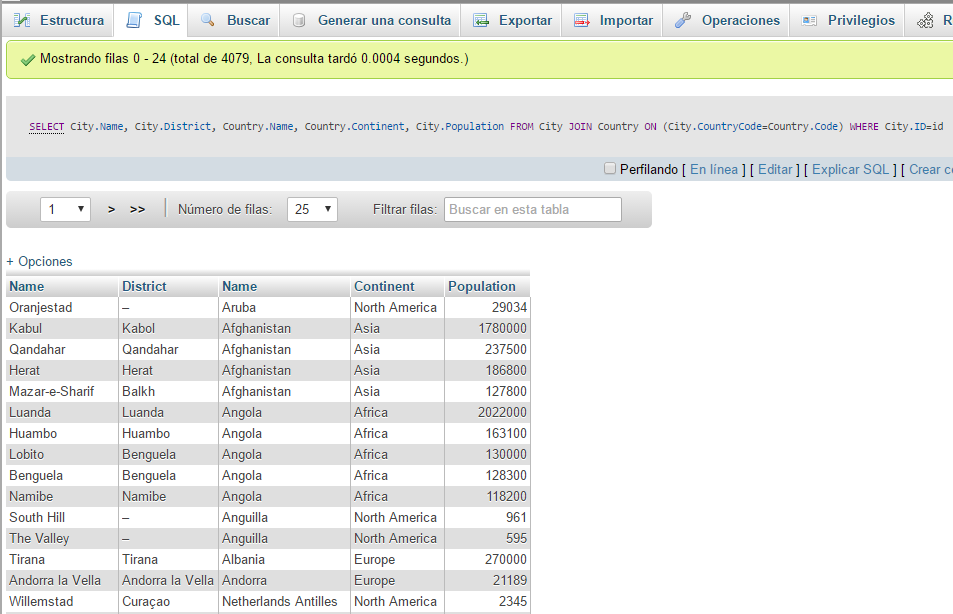 Estructura SQL Buscar Generar una consulta Exportar Importar Operaciones Privilegios
Mostrando filas 0 - 24 (total de 4079, La consulta tardó 0.0004 segundos.)
SELECT City.Name, City.District, Country.Name, Country.Continent, City.Population FROM City JOIN Country ON (City.CountryCode=Country.Code) WHERE City.ID=id
Perfilando [ En línea ] [ Editar ] [ Explicar SQL ] [ Crear
1 > >> Número de filas: 25 Filtrar filas: Buscar en esta tabla
+ Opciones
Name District Name Continent Population
Oranjestad – Aruba North America 29034
Kabul Kabol Afghanistan Asia 1780000
Qandahar Qandahar Afghanistan Asia 237500
Herat Herat Afghanistan Asia 186800
Mazar-e-Sharif Balkh Afghanistan Asia 127800
Luanda Luanda Angola Africa 2022000
Huambo Huambo Angola Africa 163100
Lobito Benguela Angola Africa 130000
Benguela Benguela Angola Africa 128300
Namibe Namibe Angola Africa 118200
South Hill – Anguilla North America 961
The Valley – Anguilla North America 595
Tirana Tirana Albania Europe 270000
Andorra la Vella Andorra la Vella Andorra Europe 21189
Willemstad Curaçao Netherlands Antilles North America 2345